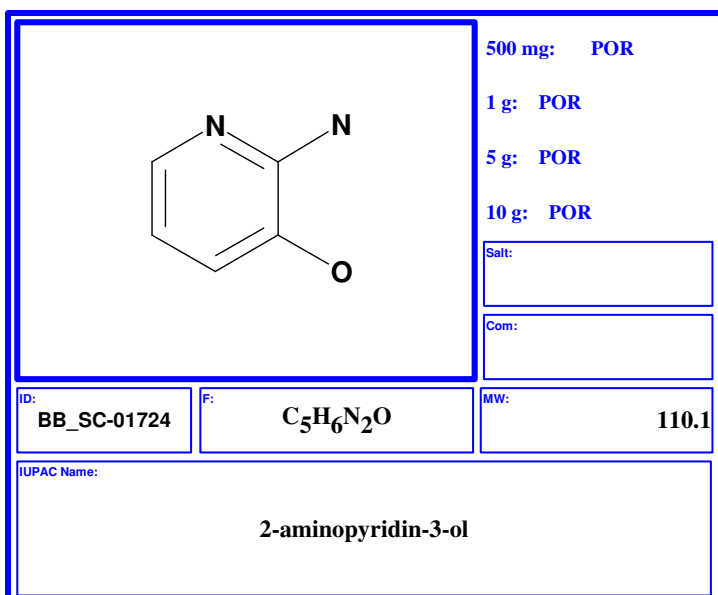 N
N
O
500 mg: POR
1 g: POR
5 g: POR
10 g: POR
Salt:
Com:
ID:
BB_SC-01724
F:
C5H6N2O
MW:
110.1
IUPAC Name:
2-aminopyridin-3-ol